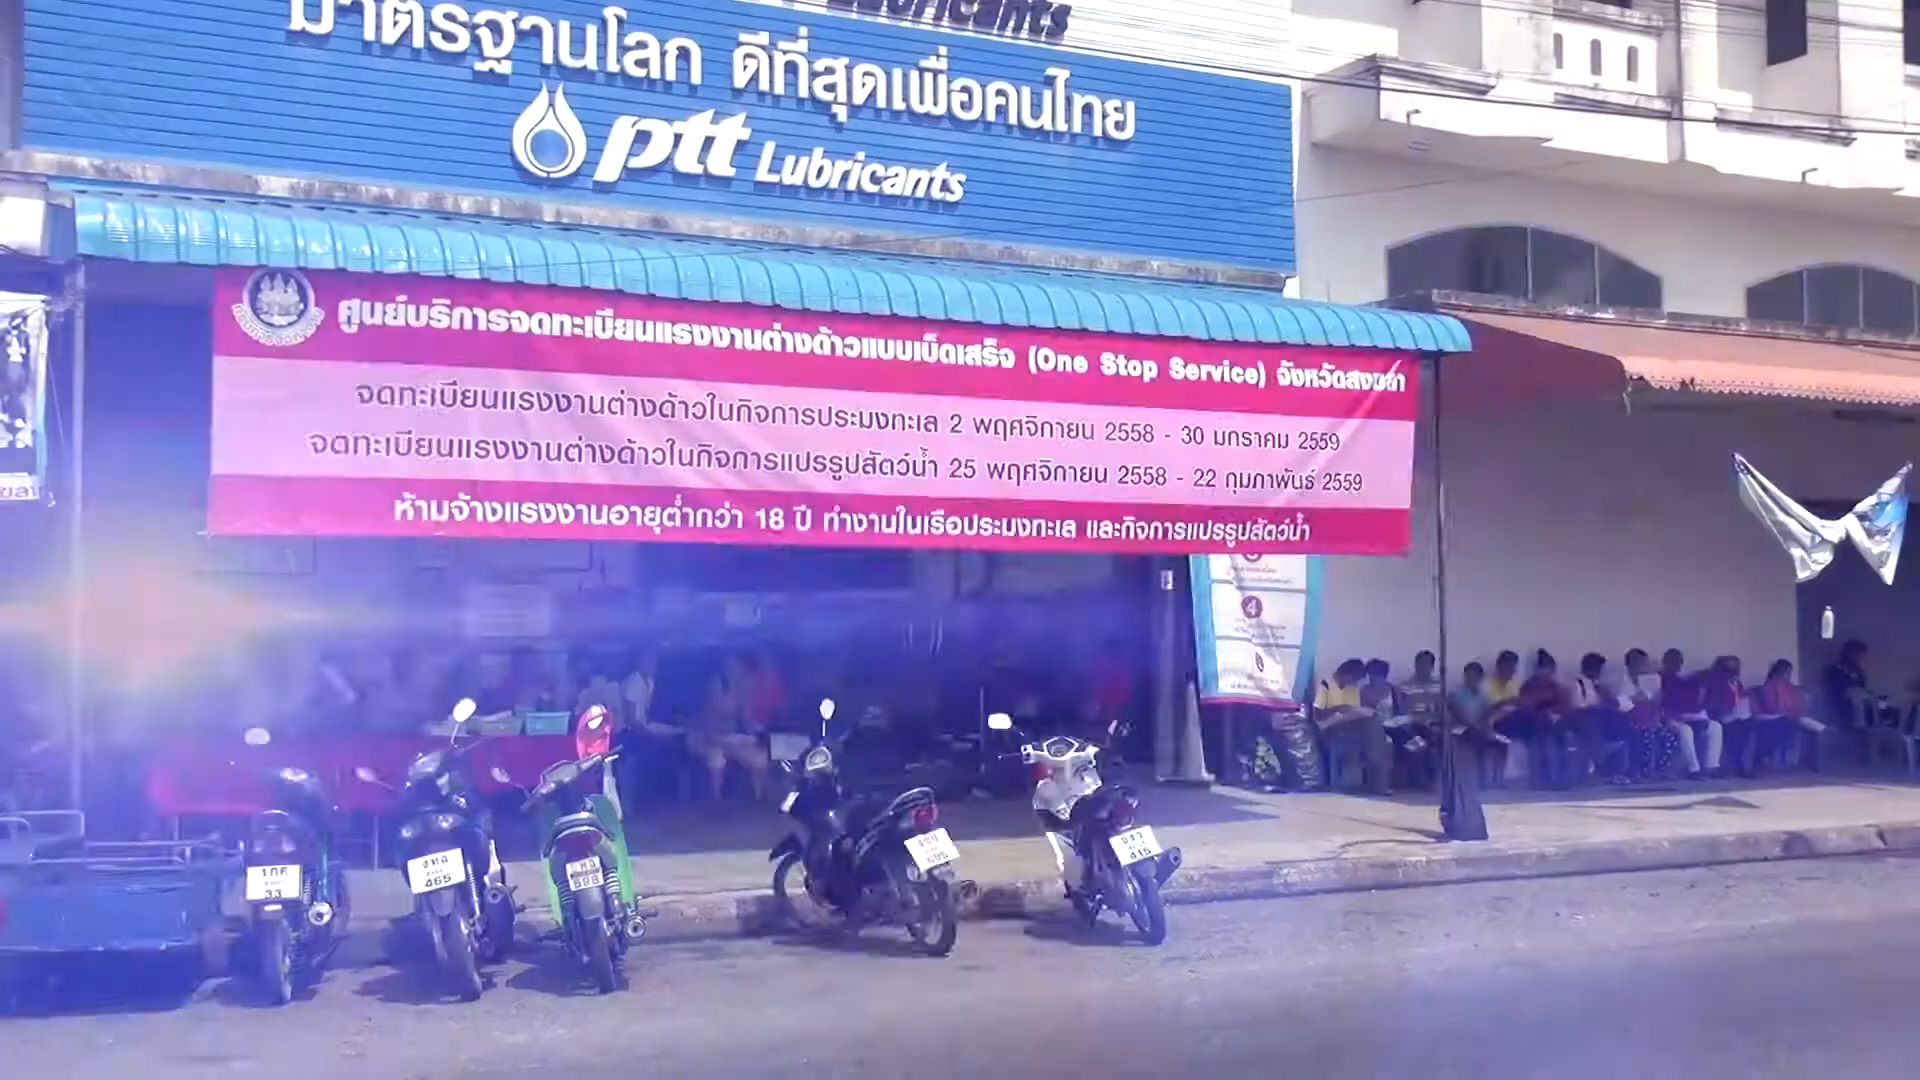 Lubricants
มาตรฐานโลก ดีที่สุดเพื่อคนไทย
ptt Lubricants
ศูนย์บริการจดทะเบียนแรงงานต่างด้าวแบบเบ็ดเสร็จ (One Stop Service) จังหวัดสงขลา
จดทะเบียนแรงงานต่างด้าวในกิจการประมงทะเล 2 พฤศจิกายน 2558 - 30 มกราคม 2559
จดทะเบียนแรงงานต่างด้าวในกิจการแปรรูปสัตว์น้ำ 25 พฤศจิกายน 2558 - 22 กุมภาพันธ์ 2559
ห้ามจ้างแรงงานอายุต่ำกว่า 18 ปี ทำงานในเรือประมงทะเล และกิจการแปรรูปสัตว์น้ำ
4
1กศ
33
465
598
695
415